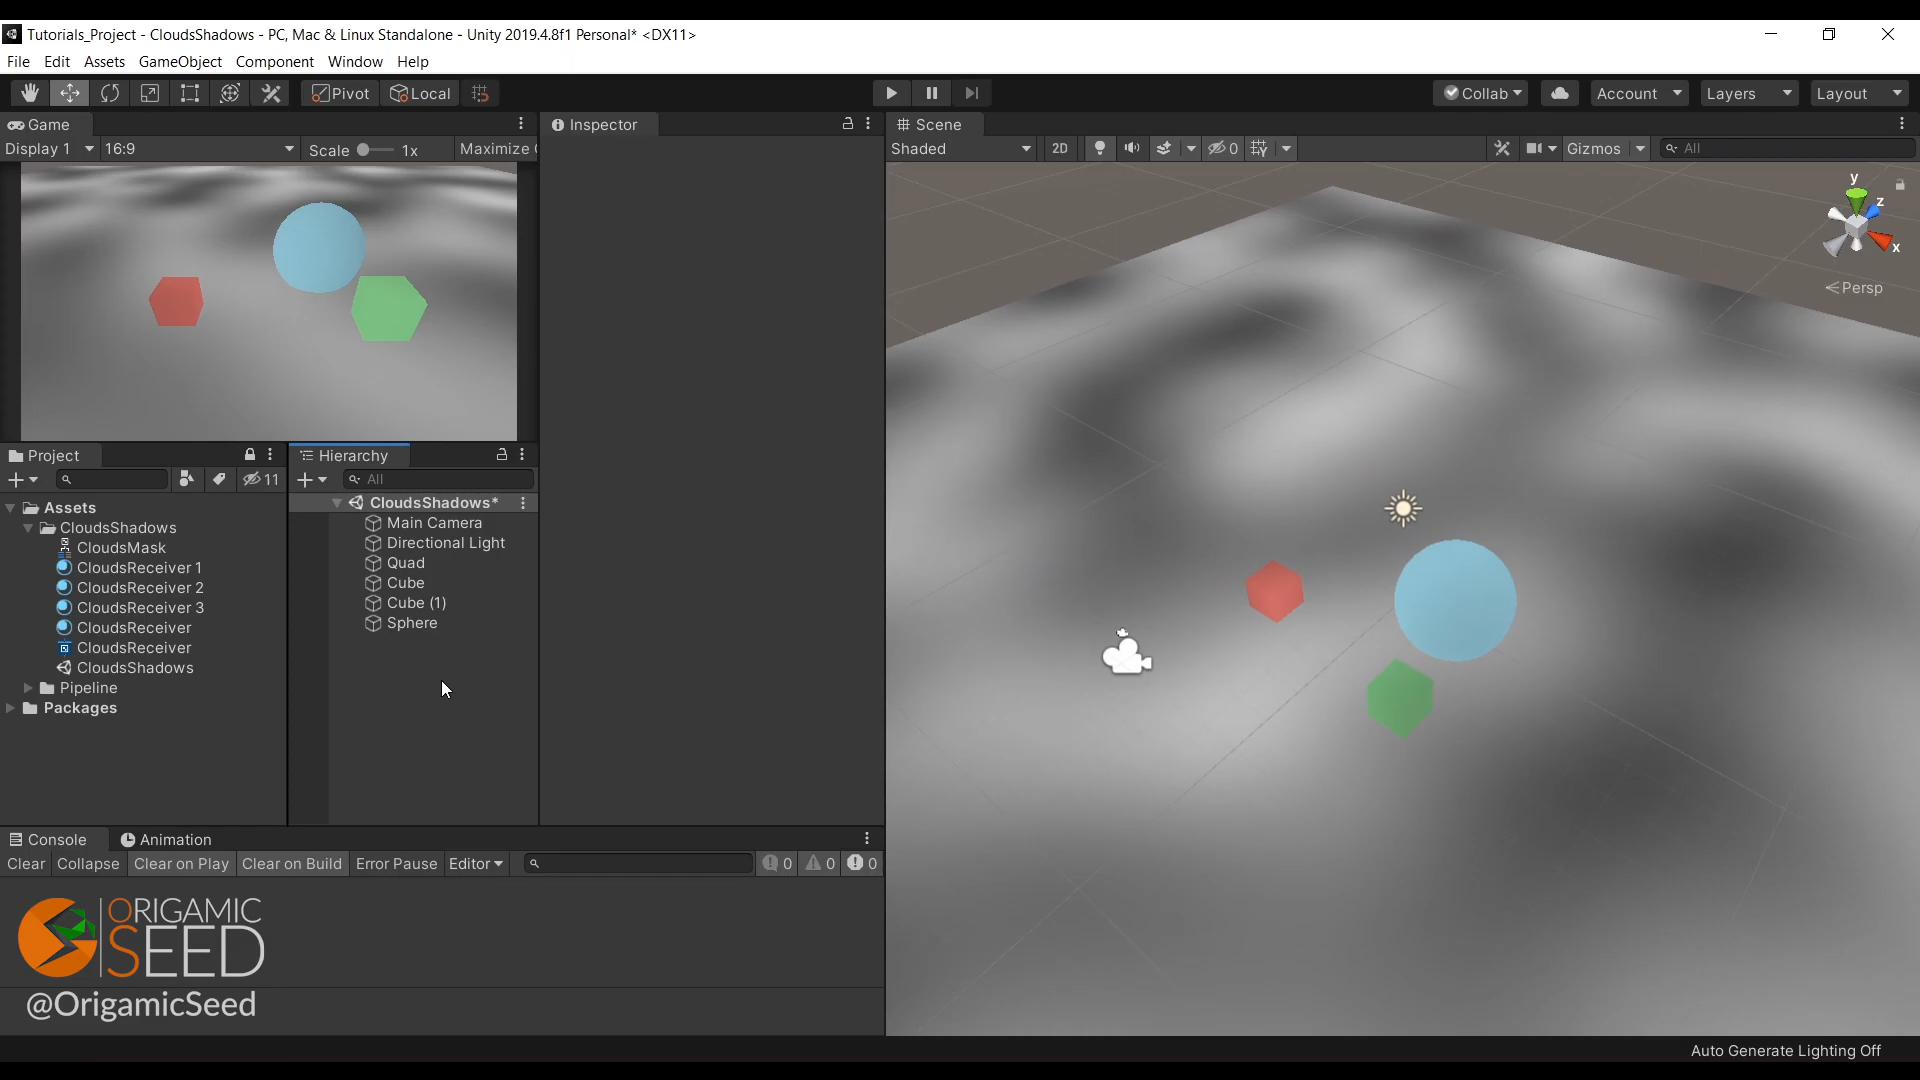 Tutorials_Project - CloudsShadows - PC, Mac & Linux Standalone - Unity 2019.4.8f1 Personal* <DX11>
File Edit Assets GameObject Component Window Help
Pivot Local Collab Account Layers Layout
Game
Display 1 16:9 Scale 1x Maximize
Inspector
Scene
Shaded 2D 0 Gizmos All
y
z
x
Persp
Project
11
Assets
CloudsShadows
CloudsMask
CloudsReceiver 1
CloudsReceiver 2
CloudsReceiver 3
CloudsReceiver
CloudsReceiver
CloudsShadows
Pipeline
Packages
Hierarchy
All
CloudsShadows*
Main Camera
Directional Light
Quad
Cube
Cube (1)
Sphere
Console Animation
Clear Collapse Clear on Play Clear on Build Error Pause Editor 0 0 0
ORIGAMIC
SEED
@OrigamicSeed
Auto Generate Lighting Off